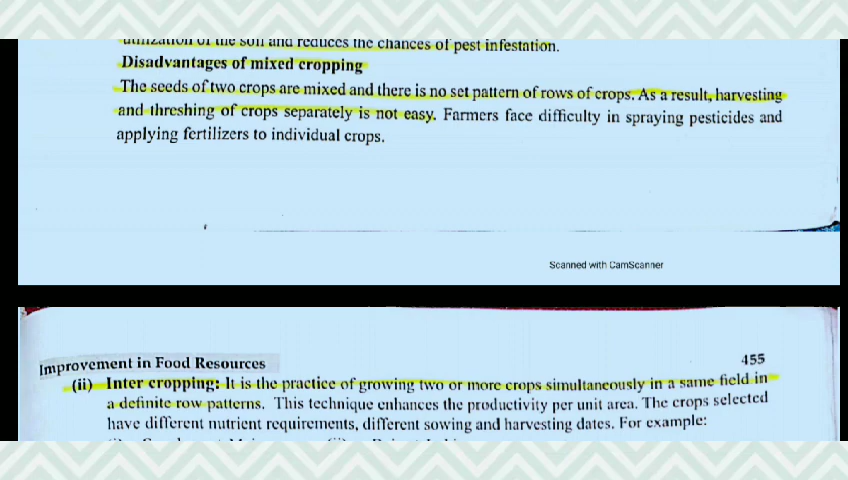 utilization of the soil and reduces the chances of pest infestation.
Disadvantages of mixed cropping
The seeds of two crops are mixed and there is no set pattern of rows of crops. As a result, harvesting
and threshing of crops separately is not easy. Farmers face difficulty in spraying pesticides and
applying fertilizers to individual crops.
Scanned with CamScanner
Improvement in Food Resources
455
(ii) Inter cropping: It is the practice of growing two or more crops simultaneously in a same field in
a definite row patterns. This technique enhances the productivity per unit area. The crops selected
have different nutrient requirements, different sowing and harvesting dates. For example: